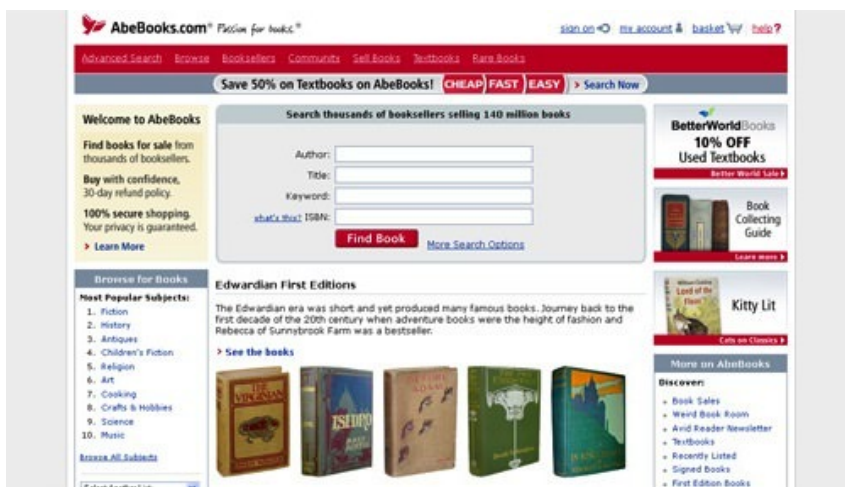 AbeBooks.com® Passion for books.®
sign on my account basket help?
Advanced Search Browse Booksellers Community Sell Books Textbooks Rare Books
Save 50% on Textbooks on AbeBooks! CHEAP FAST EASY > Search Now
Welcome to AbeBooks
Find books for sale from
thousands of booksellers.
Buy with confidence,
30-day refund policy.
100% secure shopping.
Your privacy is guaranteed.
> Learn More
Search thousands of booksellers selling 140 million books
Author:
Title:
Keyword:
what's this? ISBN:
Find Book More Search Options
BetterWorldBooks
10% OFF
Used Textbooks
Better World Sale
Book
Collecting
Guide
Learn more
Lord of the
Kitty Lit
Cats on Classics
Browse for Books
Most Popular Subjects:
1. Fiction
2. History
3. Antiques
4. Children's Fiction
5. Religion
6. Art
7. Cooking
8. Crafts & Hobbies
9. Science
10. Music
Browse All Subjects
Edwardian First Editions
The Edwardian era was short and yet produced many famous books. Journey back to the
first decade of the 20th century when adventure books were the height of fashion and
Rebecca of Sunnybrook Farm was a bestseller.
> See the books
THE
VIRGINIAN
ISIDRO
More on AbeBooks
Discover:
Book Sales
Weird Book Room
Avid Reader Newsletter
Textbooks
Recently Listed
Signed Books
First Edition Books